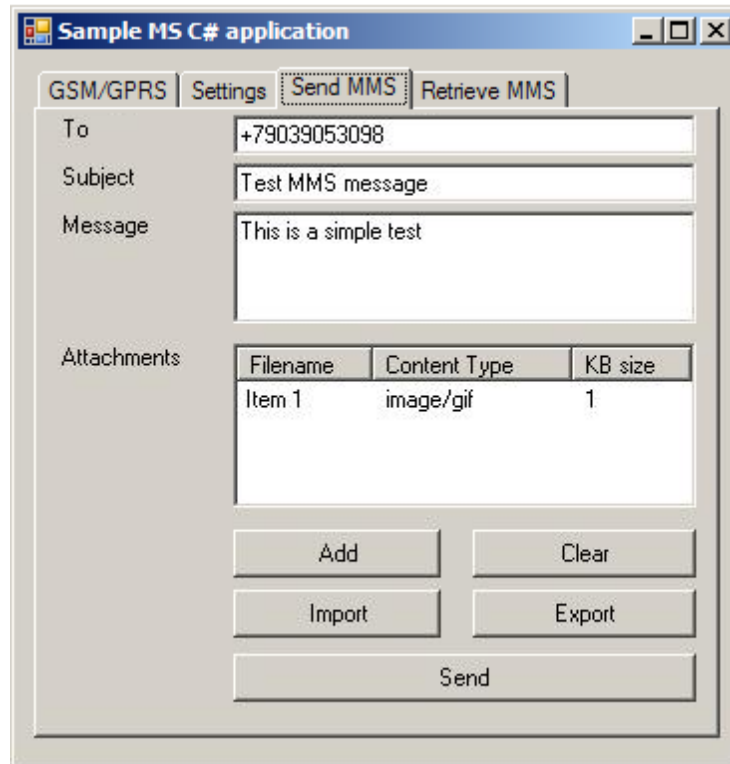 Sample MS C# application
GSM/GPRS Settings Send MMS Retrieve MMS
To +79039053098
Subject Test MMS message
Message This is a simple test
Attachments Filename Content Type KB size
Item 1 image/gif 1
Add Clear
Import Export
Send